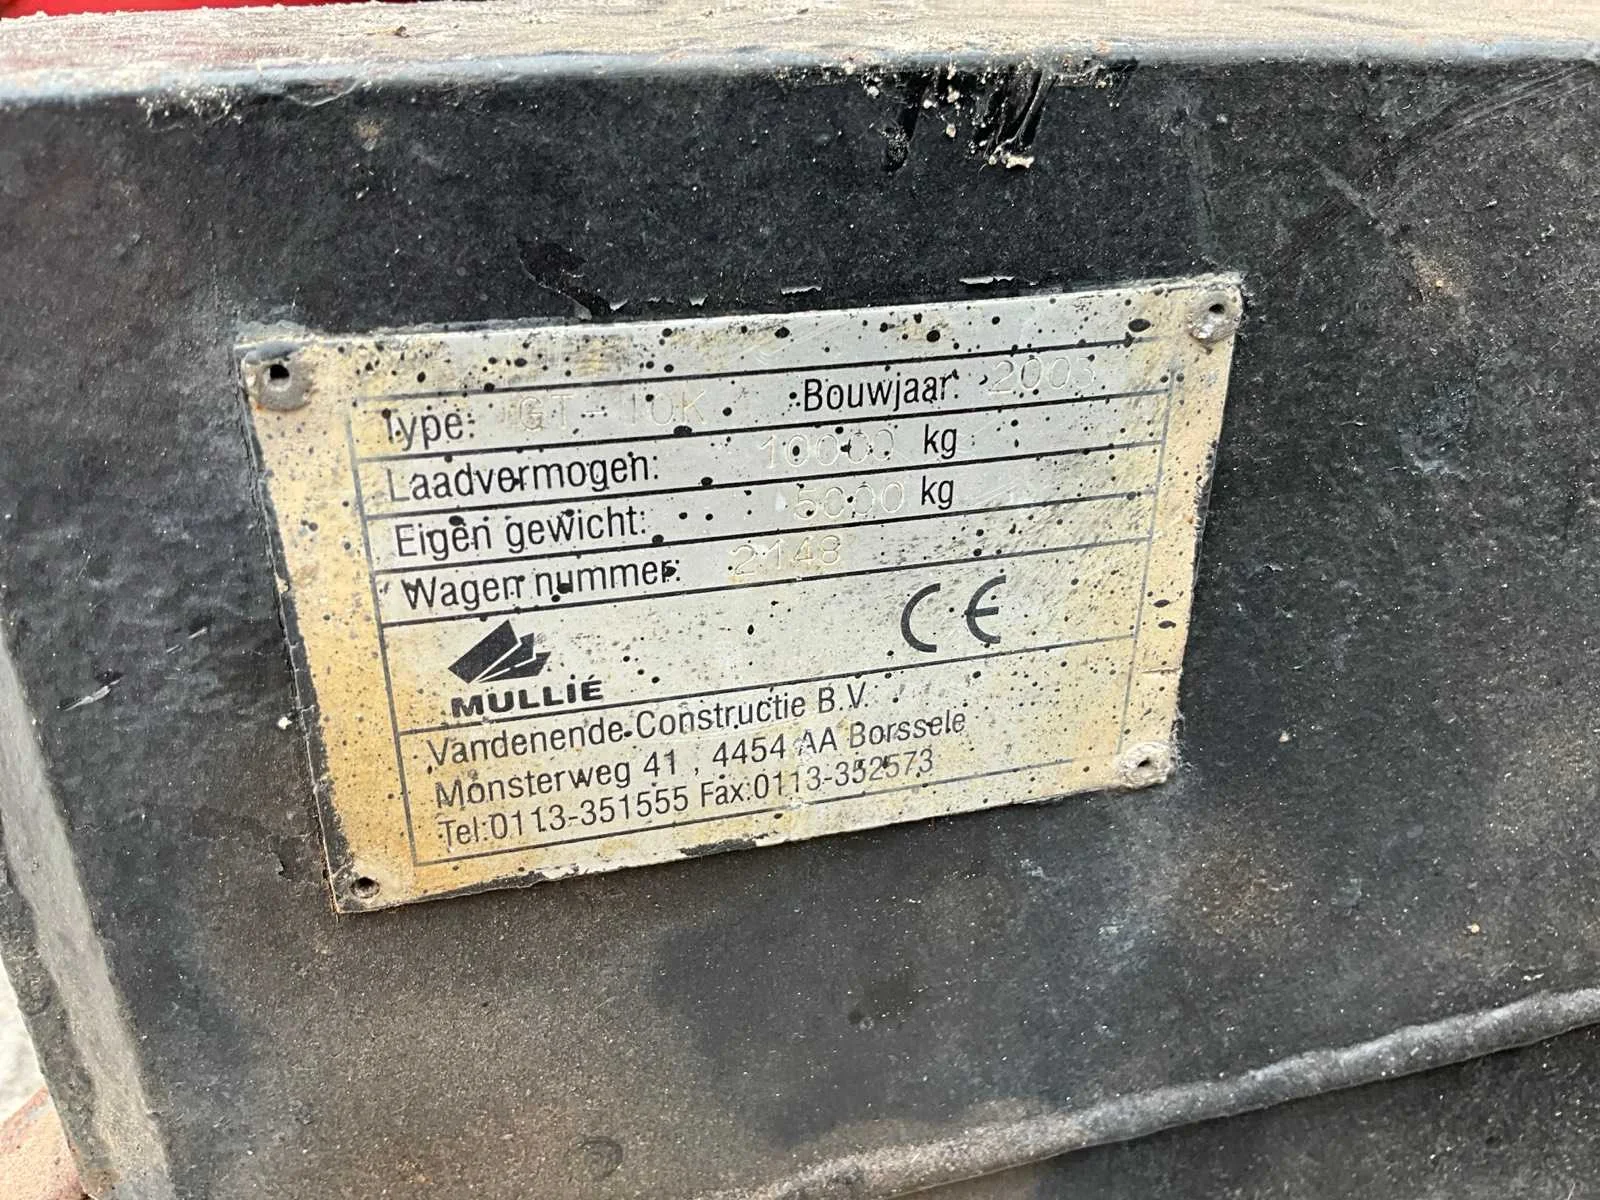 Type: GT-10K Bouwjaar: 2003
Laadvermogen: 10000 kg
Eigen gewicht: 5000 kg
Wagen nummer: 2148
MULLIÉ CE
Vandenende Constructie B.V.
Monsterweg 41 , 4454 AA Borssele
Tel:0113-351555 Fax:0113-352573